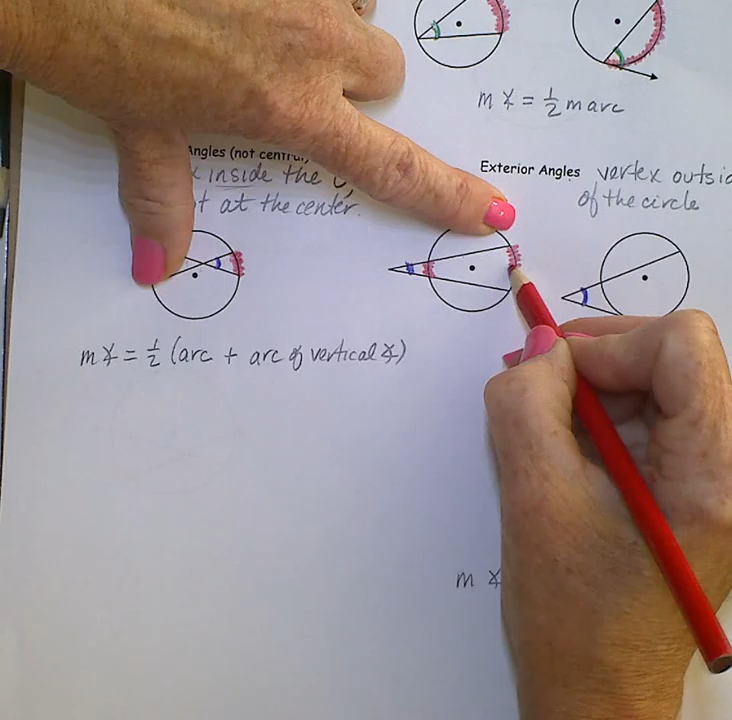 m∡ = 1/2 m arc
Angles (not central)
inside the
at the center.
Exterior Angles vertex outsid
of the circle
m∡ = 1/2 (arc + arc of vertical ∡)
m ∡